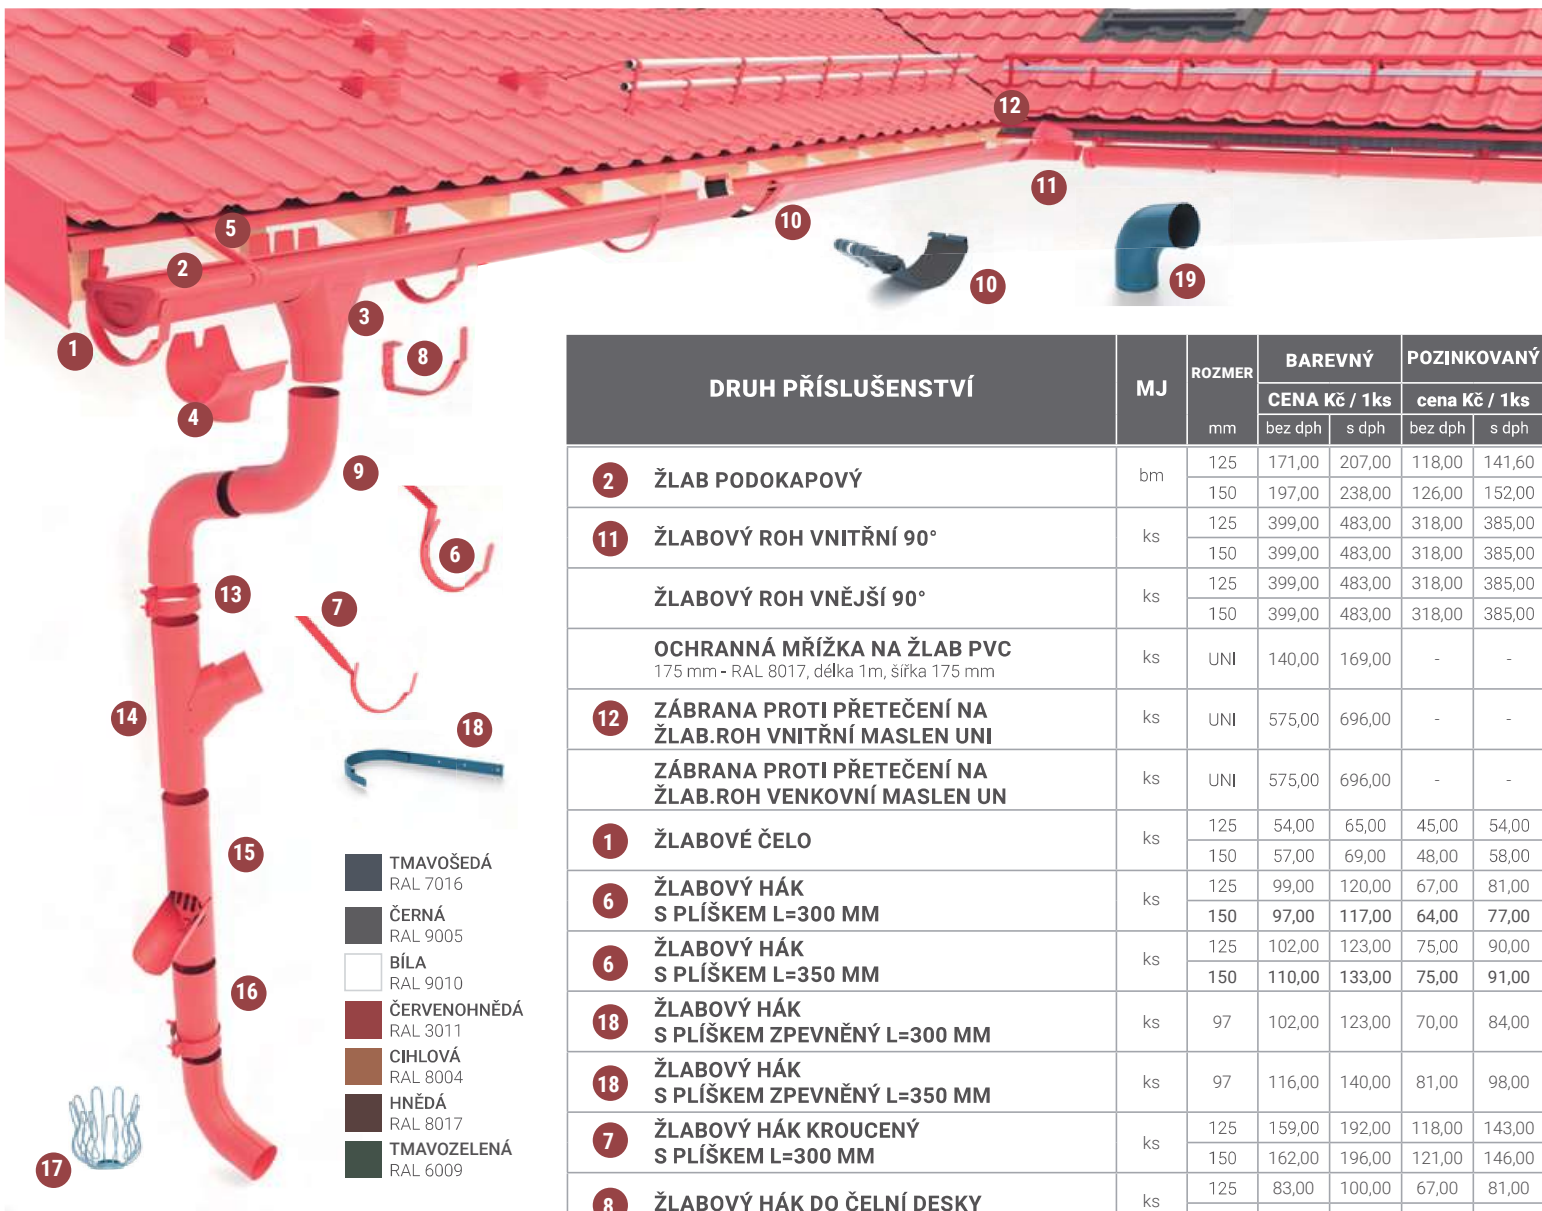 12
11
10
10
19
5
2
3
1
8
4
9
6
13
7
14
18
15
16
17
TMAVOŠEDÁ
RAL 7016
ČERNÁ
RAL 9005
BÍLA
RAL 9010
ČERVENOHNĚDÁ
RAL 3011
CIHLOVÁ
RAL 8004
HNĚDÁ
RAL 8017
TMAVOZELENÁ
RAL 6009
DRUH PŘÍSLUŠENSTVÍ MJ ROZMER BAREVNÝ POZINKOVANÝ
CENA Kč / 1ks cena Kč / 1ks
mm bez dph s dph bez dph s dph
2 ŽLAB PODOKAPOVÝ bm 125 171,00 207,00 118,00 141,60
150 197,00 238,00 126,00 152,00
11 ŽLABOVÝ ROH VNITŘNÍ 90° ks 125 399,00 483,00 318,00 385,00
150 399,00 483,00 318,00 385,00
ŽLABOVÝ ROH VNĚJŠÍ 90° ks 125 399,00 483,00 318,00 385,00
150 399,00 483,00 318,00 385,00
OCHRANNÁ MŘÍŽKA NA ŽLAB PVC ks UNI 140,00 169,00 - -
175 mm - RAL 8017, délka 1m, šířka 175 mm
12 ZÁBRANA PROTI PŘETEČENÍ NA ks UNI 575,00 696,00 - -
ŽLAB.ROH VNITŘNÍ MASLEN UNI
ZÁBRANA PROTI PŘETEČENÍ NA ks UNI 575,00 696,00 - -
ŽLAB.ROH VENKOVNÍ MASLEN UN
1 ŽLABOVÉ ČELO ks 125 54,00 65,00 45,00 54,00
150 57,00 69,00 48,00 58,00
6 ŽLABOVÝ HÁK ks 125 99,00 120,00 67,00 81,00
S PLÍŠKEM L=300 MM 150 97,00 117,00 64,00 77,00
6 ŽLABOVÝ HÁK ks 125 102,00 123,00 75,00 90,00
S PLÍŠKEM L=350 MM 150 110,00 133,00 75,00 91,00
18 ŽLABOVÝ HÁK ks 97 102,00 123,00 70,00 84,00
S PLÍŠKEM ZPEVNĚNÝ L=300 MM
18 ŽLABOVÝ HÁK ks 97 116,00 140,00 81,00 98,00
S PLÍŠKEM ZPEVNĚNÝ L=350 MM
7 ŽLABOVÝ HÁK KROUCENÝ ks 125 159,00 192,00 118,00 143,00
S PLÍŠKEM L=300 MM 150 162,00 196,00 121,00 146,00
8 ŽLABOVÝ HÁK DO ČELNÍ DESKY ks 125 83,00 100,00 67,00 81,00